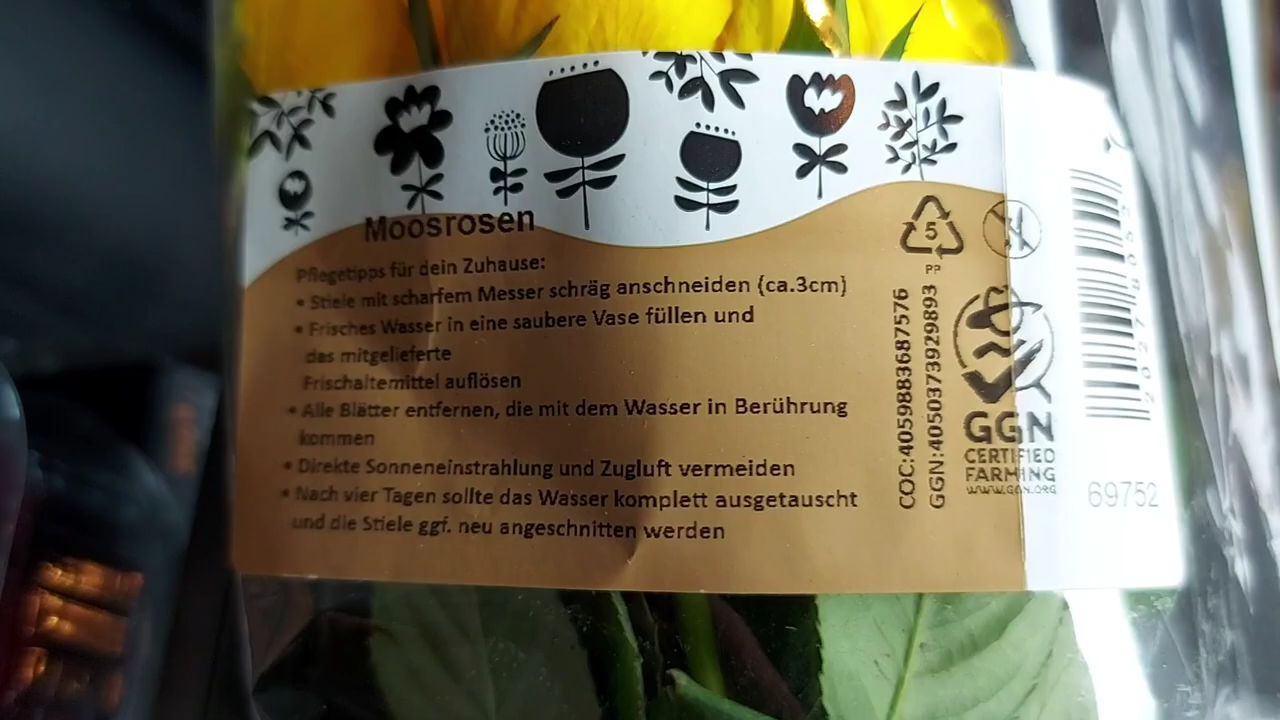 Moosrosen
Pflegetipps für dein Zuhause:
• Stiele mit scharfem Messer schräg anschneiden (ca.3cm)
• Frisches Wasser in eine saubere Vase füllen und
das mitgelieferte
Frischaltemittel auflösen
• Alle Blätter entfernen, die mit dem Wasser in Berührung
kommen
• Direkte Sonneneinstrahlung und Zugluft vermeiden
• Nach vier Tagen sollte das Wasser komplett ausgetauscht
und die Stiele ggf. neu angeschnitten werden
5
PP
COC:4059883687576
GGN:4050373929893
GGN
CERTIFIED
FARMING
WWW.GGN.ORG
69752